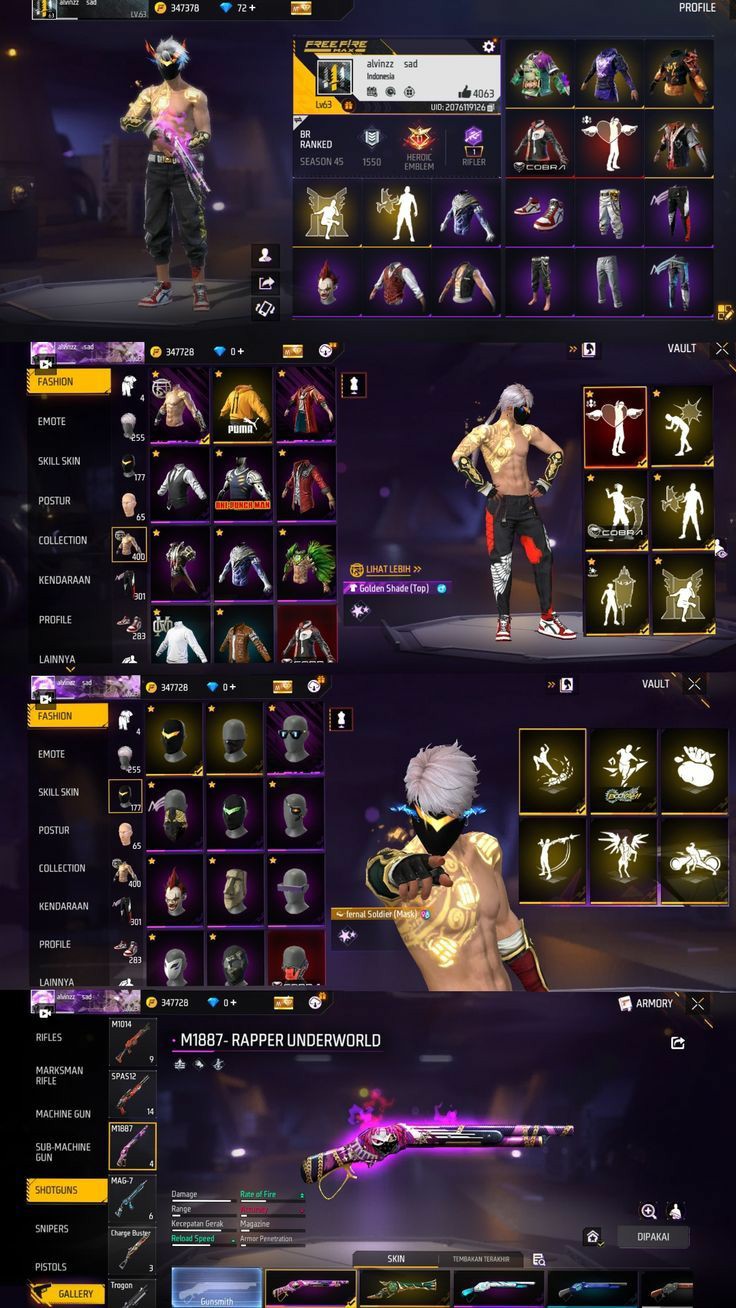 alvinzz sad
63
LV.63
347378
72 +
PROFILE
FREE FIRE
MAX
alvinzz sad
Indonesia
4063
Lv63
UID: 2076119126
BR
RANKED
SEASON 45
1550
HEROIC
EMBLEM
1
RIFLER
COBRA
alvinzz sad
347728
0 +
VAULT
FASHION
EMOTE
SKILL SKIN
POSTUR
COLLECTION
KENDARAAN
PROFILE
LAINNYA
4
255
177
65
400
301
283
PUMA
ONE PUNCH MAN
COBRA
LIHAT LEBIH >>
Golden Shade (Top)
COBRA
alvinzz sad
347728
0 +
VAULT
FASHION
EMOTE
SKILL SKIN
POSTUR
COLLECTION
KENDARAAN
PROFILE
LAINNYA
4
255
177
65
400
301
283
COBRA
fernal Soldier (Mask)
BOOYAH
alvinzz sad
347728
0 +
ARMORY
RIFLES
MARKSMAN
RIFLE
MACHINE GUN
SUB-MACHINE
GUN
SHOTGUNS
SNIPERS
PISTOLS
GALLERY
M1014
9
SPAS12
14
M1887
4
MAG-7
6
Charge Buster
3
Trogon
M1887- RAPPER UNDERWORLD
Damage
Rate of Fire
Range
Accuracy
Kecepatan Gerak
Magazine
Reload Speed
Armor Penetration
DIPAKAI
SKIN
TEMBAKAN TERAKHIR
Gunsmith